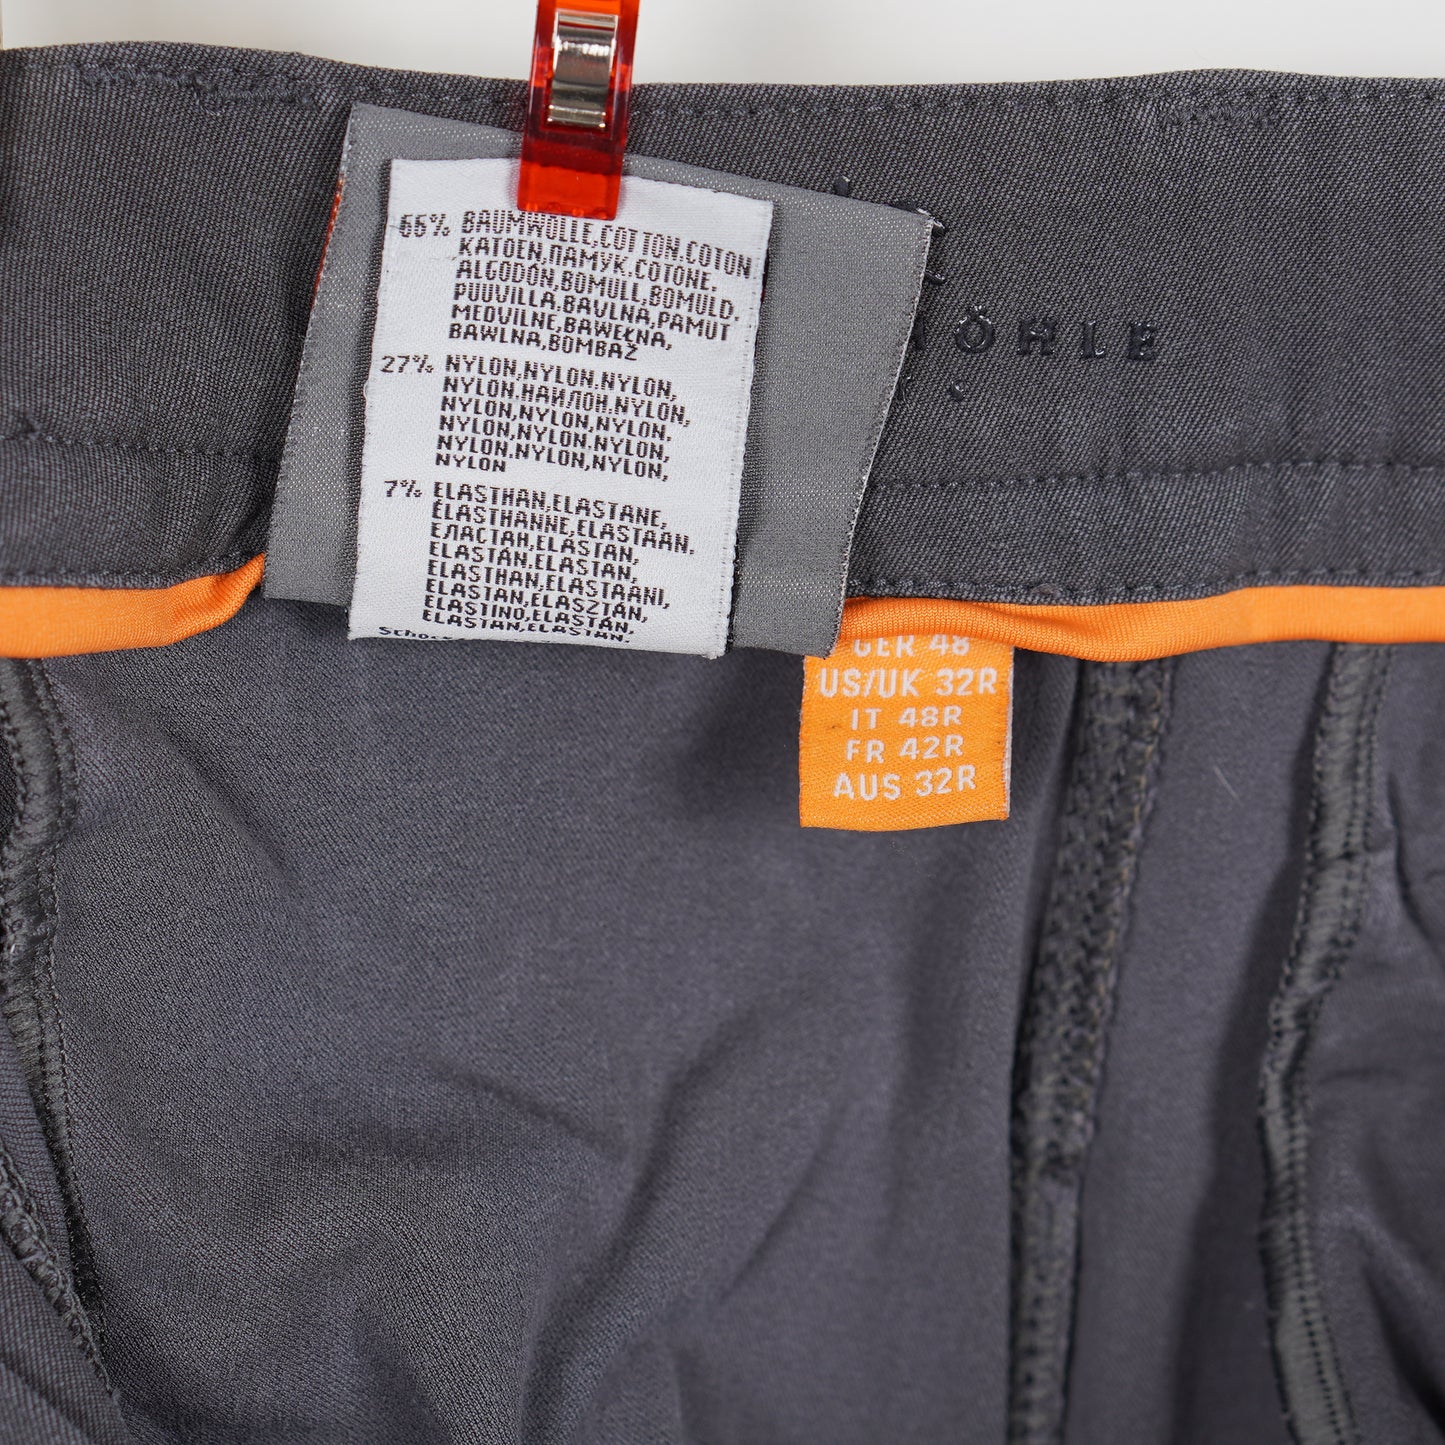 66% BAUMWOLLE,COTTON.COTON
KATOEN,ПАМУК.COTONE,
ALGODÓN,BOMULL,BOMULD.
PUUVILLA,BAVLNA,PAMUT
MEDVILNE,BAWEŁNA,
BAWLNA,BOMBAŽ
27% NYLON,NYLON.NYLON,
NYLON.НАЙЛОН.NYLON,
NYLON,NYLON,NYLON.
NYLON,NYLON.NYLON,
NYLON.NYLON,NYLON,
NYLON
7% ELASTHAN,ELASTANE,
ÉLASTHANNE,ELASTAAN.
ЕЛАСТАН,ELASTAN,
ELASTÁN,ELASTAN,
ELASTHAN,ELASTAANI,
ELASTAN,ELASZTÁN,
ELASTINO,ELASTÁN,
ELASTAN,ELASTAN.
ÖHLE
GER 48
US/UK 32R
IT 48R
FR 42R
AUS 32R